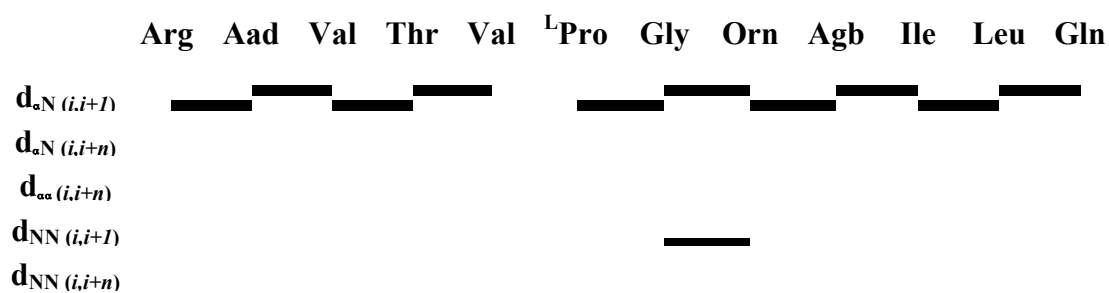 Arg Aad Val Thr Val ᴸPro Gly Orn Agb Ile Leu Gln
dαN (i,i+1)
dαN (i,i+n)
dαα (i,i+n)
dNN (i,i+1)
dNN (i,i+n)